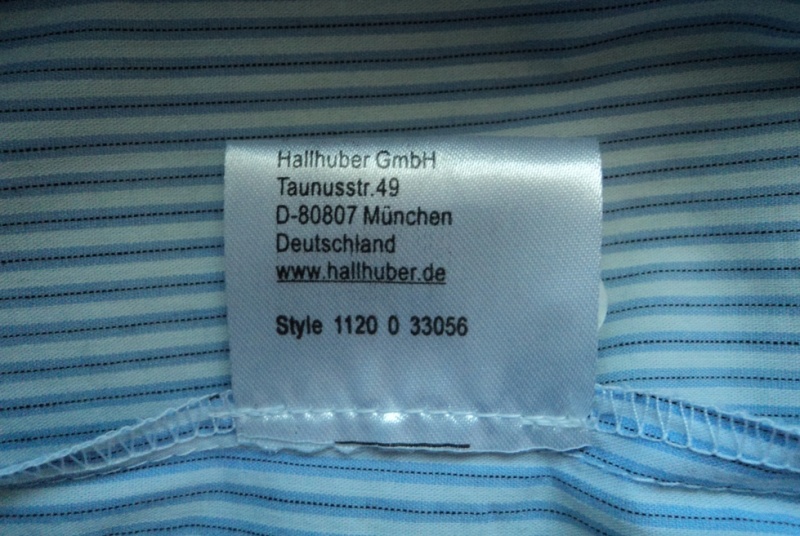 Hallhuber GmbH
Taunusstr.49
D-80807 München
Deutschland
www.hallhuber.de
Style 1120 0 33056